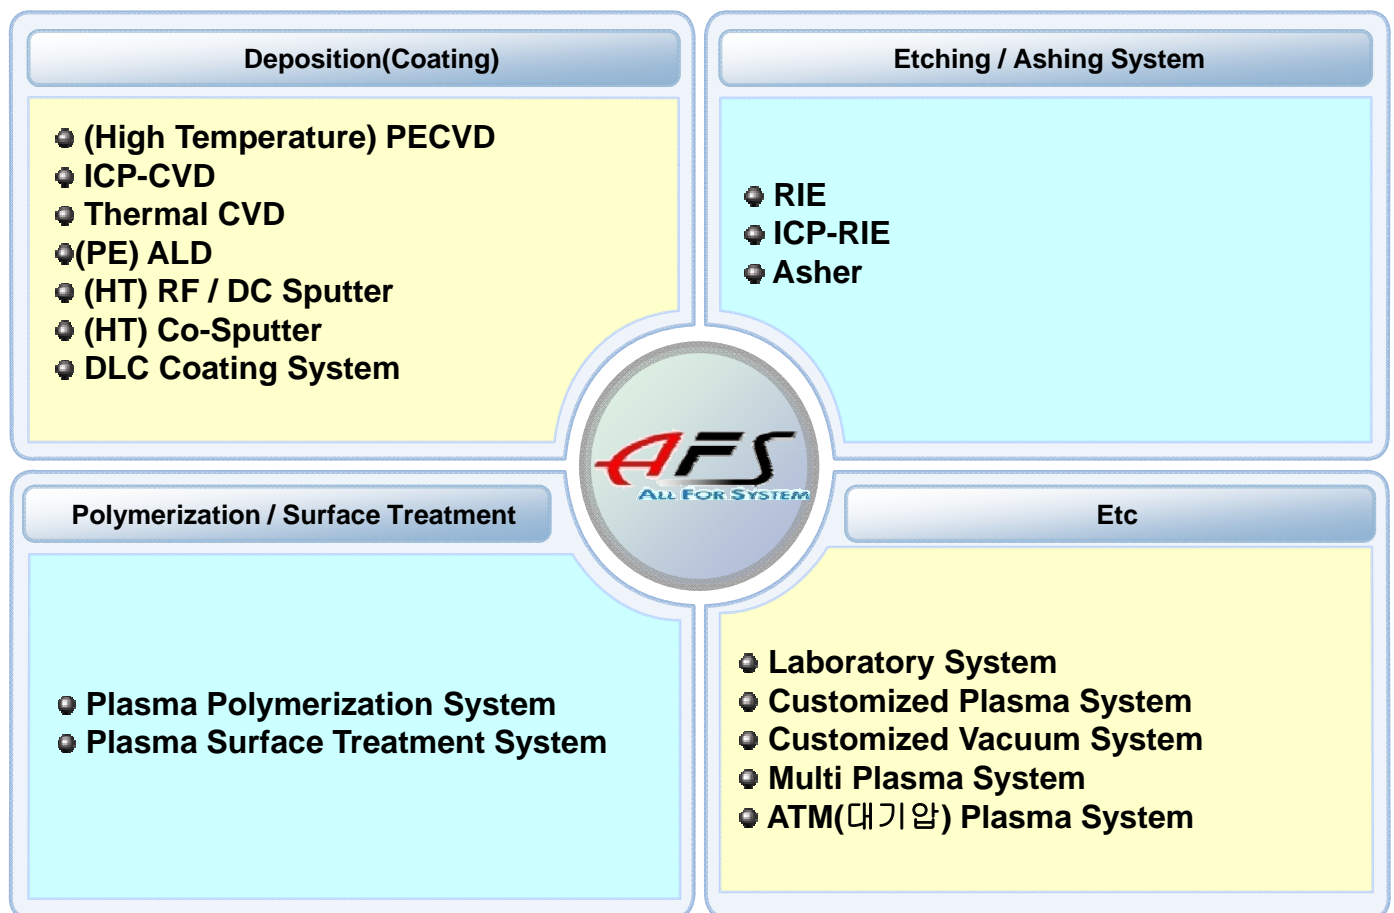 Deposition(Coating)
(High Temperature) PECVD
ICP-CVD
Thermal CVD
(PE) ALD
(HT) RF / DC Sputter
(HT) Co-Sputter
DLC Coating System
Etching / Ashing System
RIE
ICP-RIE
Asher
AFS
ALL FOR SYSTEM
Polymerization / Surface Treatment
Plasma Polymerization System
Plasma Surface Treatment System
Etc
Laboratory System
Customized Plasma System
Customized Vacuum System
Multi Plasma System
ATM(대기압) Plasma System